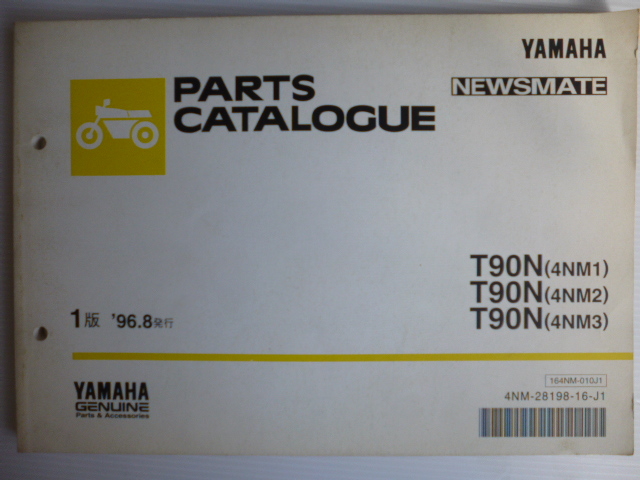 YAMAHA
NEWSMATE
PARTS
CATALOGUE
T90N(4NM1)
T90N(4NM2)
T90N(4NM3)
1版 '96.8発行
164NM-010J1
4NM-28198-16-J1
YAMAHA
GENUINE
Parts & Accessories